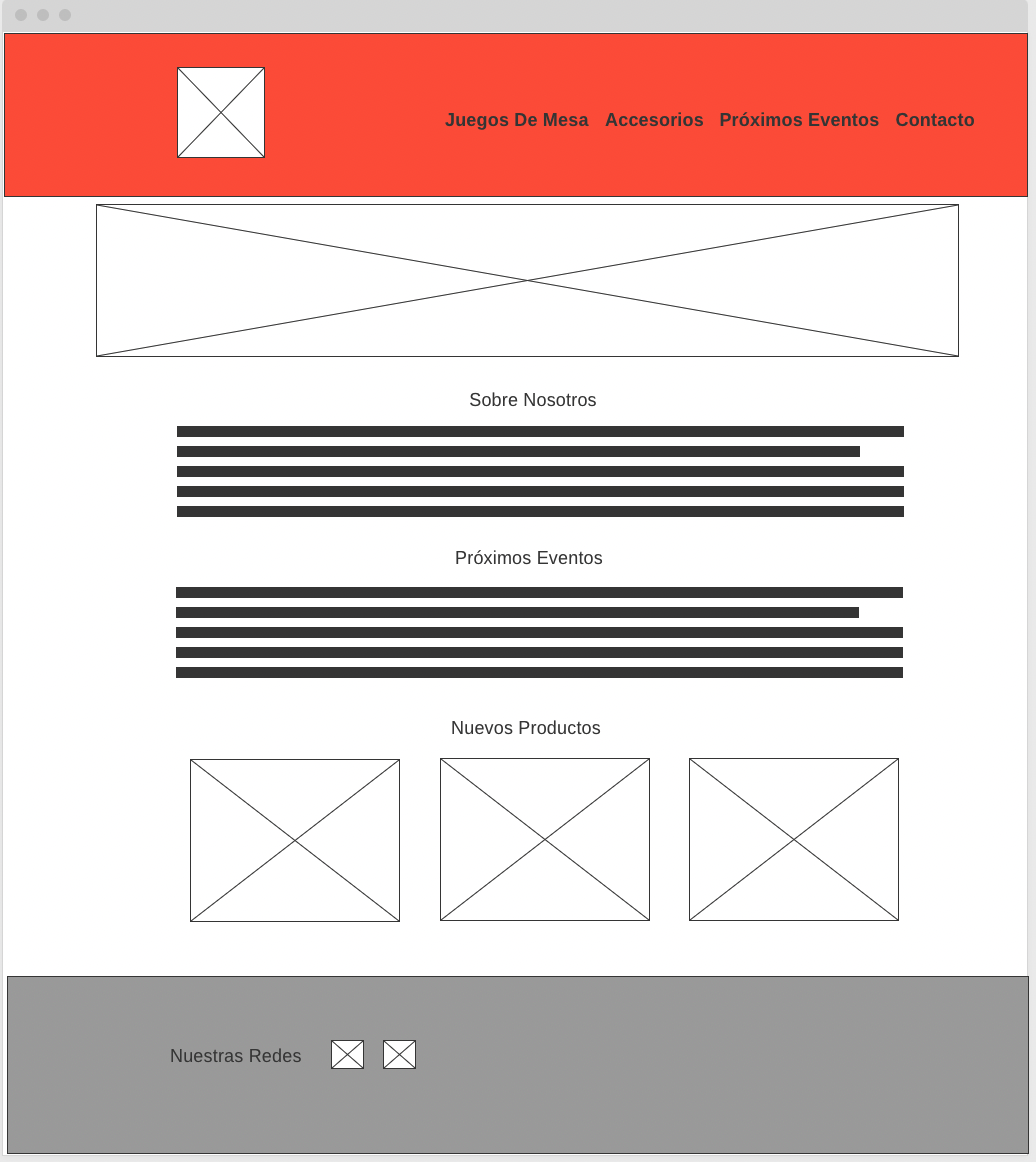 Juegos De Mesa Accesorios Próximos Eventos Contacto
Sobre Nosotros
Próximos Eventos
Nuevos Productos
Nuestras Redes